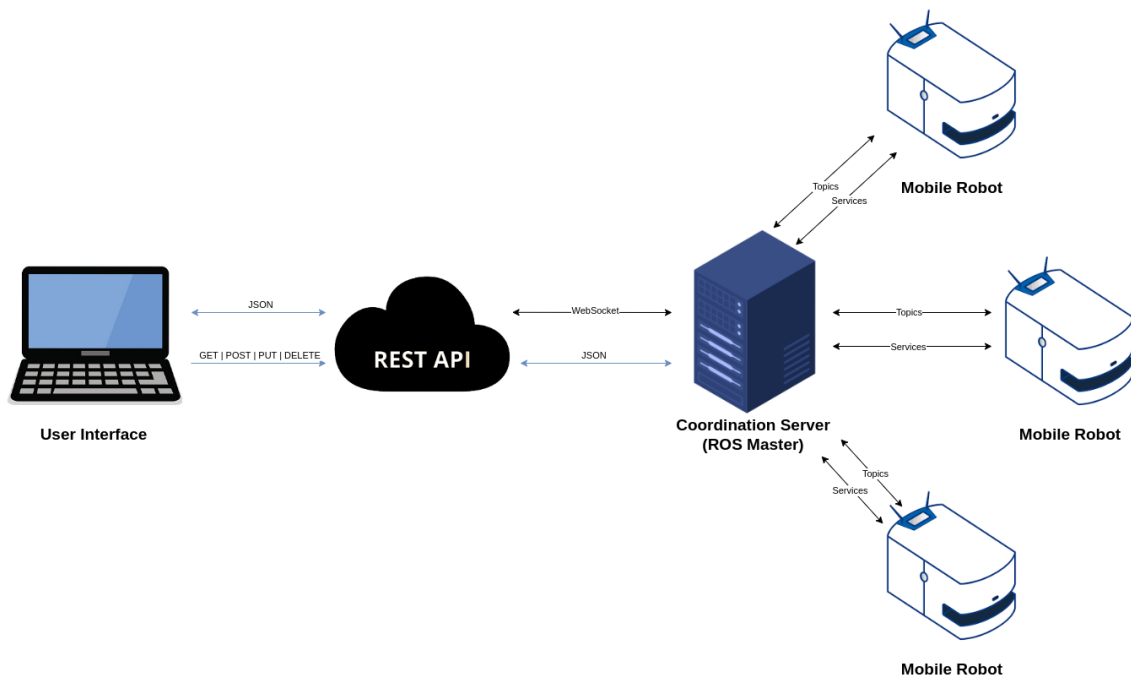 Mobile Robot
Topics
Services
JSON
GET | POST | PUT | DELETE
User Interface
REST API
WebSocket
JSON
Coordination Server
(ROS Master)
Topics
Services
Mobile Robot
Topics
Services
Mobile Robot